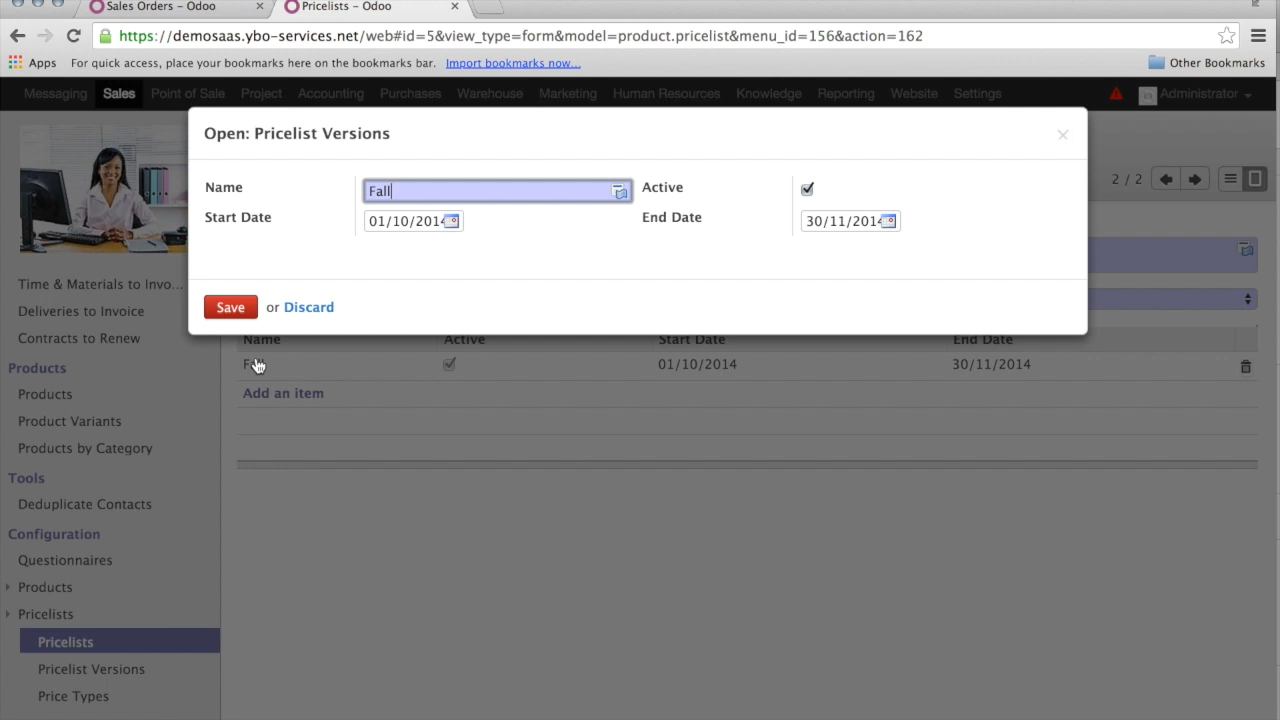 Sales Orders - Odoo × Pricelists - Odoo ×
https://demosaas.ybo-services.net/web#id=5&view_type=form&model=product.pricelist&menu_id=156&action=162
Apps For quick access, place your bookmarks here on the bookmarks bar. Import bookmarks now... Other Bookmarks
Messaging Sales Point of Sale Project Accounting Purchases Warehouse Marketing Human Resources Knowledge Reporting Website Settings Administrator
Open: Pricelist Versions ×
Name Fall Active
Start Date 01/10/2014 End Date 30/11/2014
Save or Discard
2 / 2
Time & Materials to Invo...
Deliveries to Invoice
Contracts to Renew
Products
Products
Product Variants
Products by Category
Tools
Deduplicate Contacts
Configuration
Questionnaires
Products
Pricelists
Pricelists
Pricelist Versions
Price Types
Name Active Start Date End Date
01/10/2014 30/11/2014
Add an item